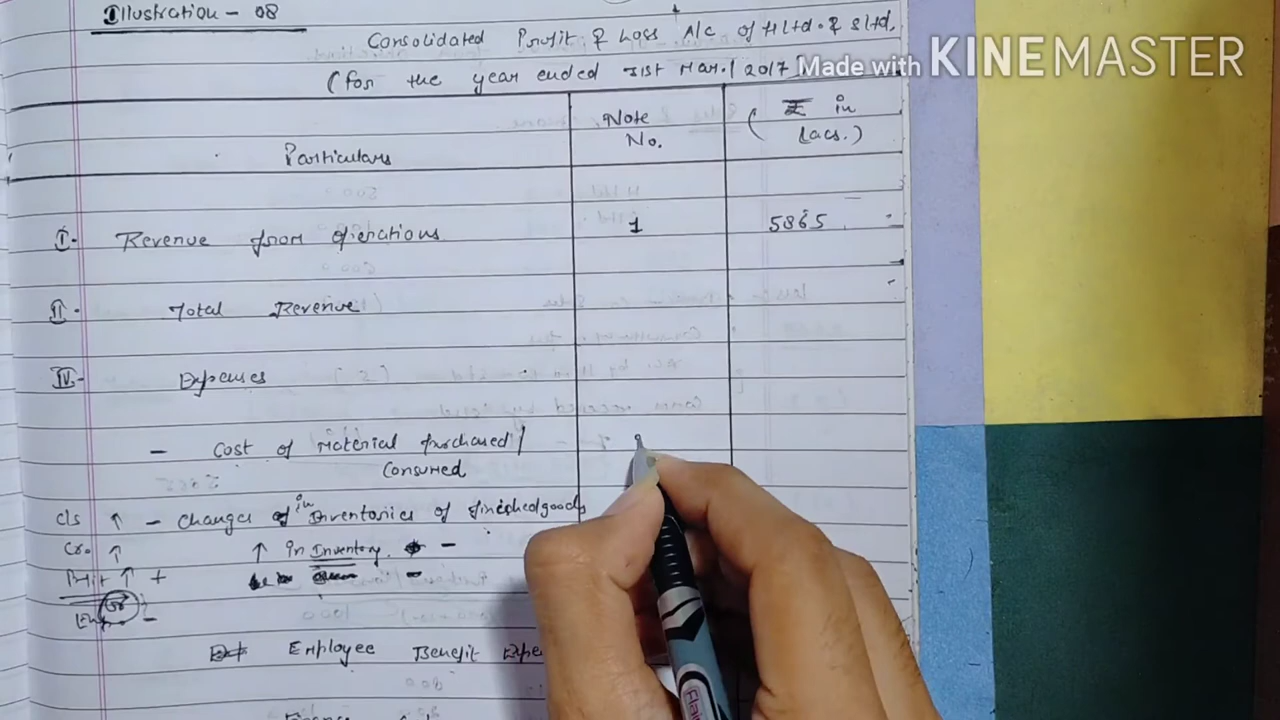 Illustration - 08
Consolidated Profit & Loss A/c of H Ltd. & S Ltd.
(for the year ended 31st Mar. 2017)
Made with KINEMASTER
Particulars
Note No.
(₹ in lacs.)
I. Revenue from operations 1 5865
II. Total Revenue
IV. Expenses
- Cost of Material purchased/
Consumed
Cls ↑ - Changes in Inventories of finished goods
Cr. ↑ ↑ in Inventory. -
Profit ↑ +
Employee Benefit Expe